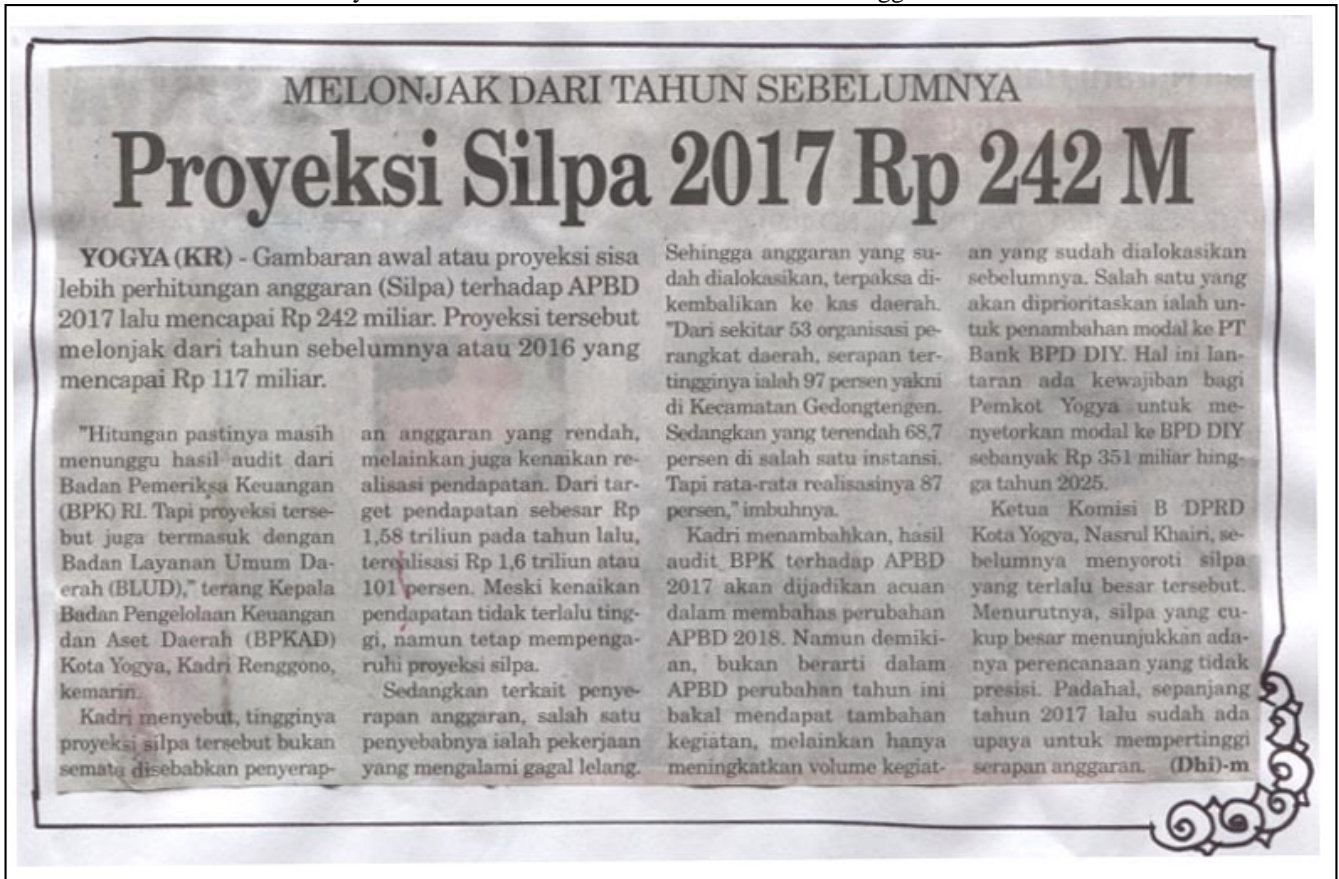 MELONJAK DARI TAHUN SEBELUMNYA
Proyeksi Silpa 2017 Rp 242 M
YOGYA (KR) - Gambaran awal atau proyeksi sisa
lebih perhitungan anggaran (Silpa) terhadap APBD
2017 lalu mencapai Rp 242 miliar. Proyeksi tersebut
melonjak dari tahun sebelumnya atau 2016 yang
mencapai Rp 117 miliar.
"Hitungan pastinya masih
menunggu hasil audit dari
Badan Pemeriksa Keuangan
(BPK) RI. Tapi proyeksi terse-
but juga termasuk dengan
Badan Layanan Umum Da-
erah (BLUD)," terang Kepala
Badan Pengelolaan Keuangan
dan Aset Daerah (BPKAD)
Kota Yogya, Kadri Renggono,
kemarin.
Kadri menyebut, tingginya
proyeksi silpa tersebut bukan
semata disebabkan penyerap-
an anggaran yang rendah,
melainkan juga kenaikan re-
alisasi pendapatan. Dari tar-
get pendapatan sebesar Rp
1,58 triliun pada tahun lalu,
terealisasi Rp 1,6 triliun atau
101 persen. Meski kenaikan
pendapatan tidak terlalu ting-
gi, namun tetap mempenga-
ruhi proyeksi silpa.
Sedangkan terkait penye-
rapan anggaran, salah satu
penyebabnya ialah pekerjaan
yang mengalami gagal lelang.
Sehingga anggaran yang su-
dah dialokasikan, terpaksa di-
kembalikan ke kas daerah.
"Dari sekitar 53 organisasi pe-
rangkat daerah, serapan ter-
tingginya ialah 97 persen yakni
di Kecamatan Gedongtengen.
Sedangkan yang terendah 68,7
persen di salah satu instansi.
Tapi rata-rata realisasinya 87
persen," imbuhnya.
Kadri menambahkan, hasil
audit BPK terhadap APBD
2017 akan dijadikan acuan
dalam membahas perubahan
APBD 2018. Namun demiki-
an, bukan berarti dalam
APBD perubahan tahun ini
bakal mendapat tambahan
kegiatan, melainkan hanya
meningkatkan volume kegiat-
an yang sudah dialokasikan
sebelumnya. Salah satu yang
akan diprioritaskan ialah un-
tuk penambahan modal ke PT
Bank BPD DIY. Hal ini lan-
taran ada kewajiban bagi
Pemkot Yogya untuk me-
nyetorkan modal ke BPD DIY
sebanyak Rp 351 miliar hing-
ga tahun 2025.
Ketua Komisi B DPRD
Kota Yogya, Nasrul Khairi, se-
belumnya menyoroti silpa
yang terlalu besar tersebut.
Menurutnya, silpa yang cu-
kup besar menunjukkan ada-
nya perencanaan yang tidak
presisi. Padahal, sepanjang
tahun 2017 lalu sudah ada
upaya untuk mempertinggi
serapan anggaran. (Dhi)-m